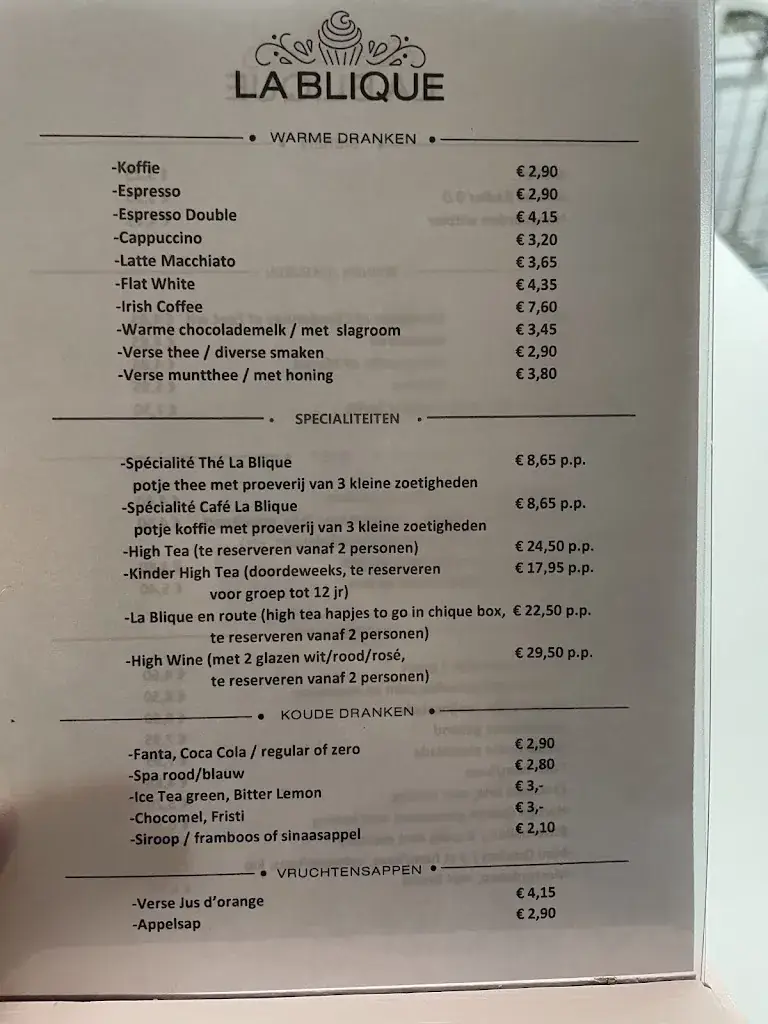 LA BLIQUE
WARME DRANKEN
-Koffie € 2,90
-Espresso € 2,90
-Espresso Double € 4,15
-Cappuccino € 3,20
-Latte Macchiato € 3,65
-Flat White € 4,35
-Irish Coffee € 7,60
-Warme chocolademelk / met slagroom € 3,45
-Verse thee / diverse smaken € 2,90
-Verse muntthee / met honing € 3,80
SPECIALITEITEN
-Spécialité Thé La Blique € 8,65 p.p.
potje thee met proeverij van 3 kleine zoetigheden
-Spécialité Café La Blique € 8,65 p.p.
potje koffie met proeverij van 3 kleine zoetigheden
-High Tea (te reserveren vanaf 2 personen) € 24,50 p.p.
-Kinder High Tea (doordeweeks, te reserveren € 17,95 p.p.
voor groep tot 12 jr)
-La Blique en route (high tea hapjes to go in chique box, € 22,50 p.p.
te reserveren vanaf 2 personen)
-High Wine (met 2 glazen wit/rood/rosé, € 29,50 p.p.
te reserveren vanaf 2 personen)
KOUDE DRANKEN
-Fanta, Coca Cola / regular of zero € 2,90
-Spa rood/blauw € 2,80
-Ice Tea green, Bitter Lemon € 3,-
-Chocomel, Fristi € 3,-
-Siroop / framboos of sinaasappel € 2,10
VRUCHTENSAPPEN
-Verse Jus d'orange € 4,15
-Appelsap € 2,90